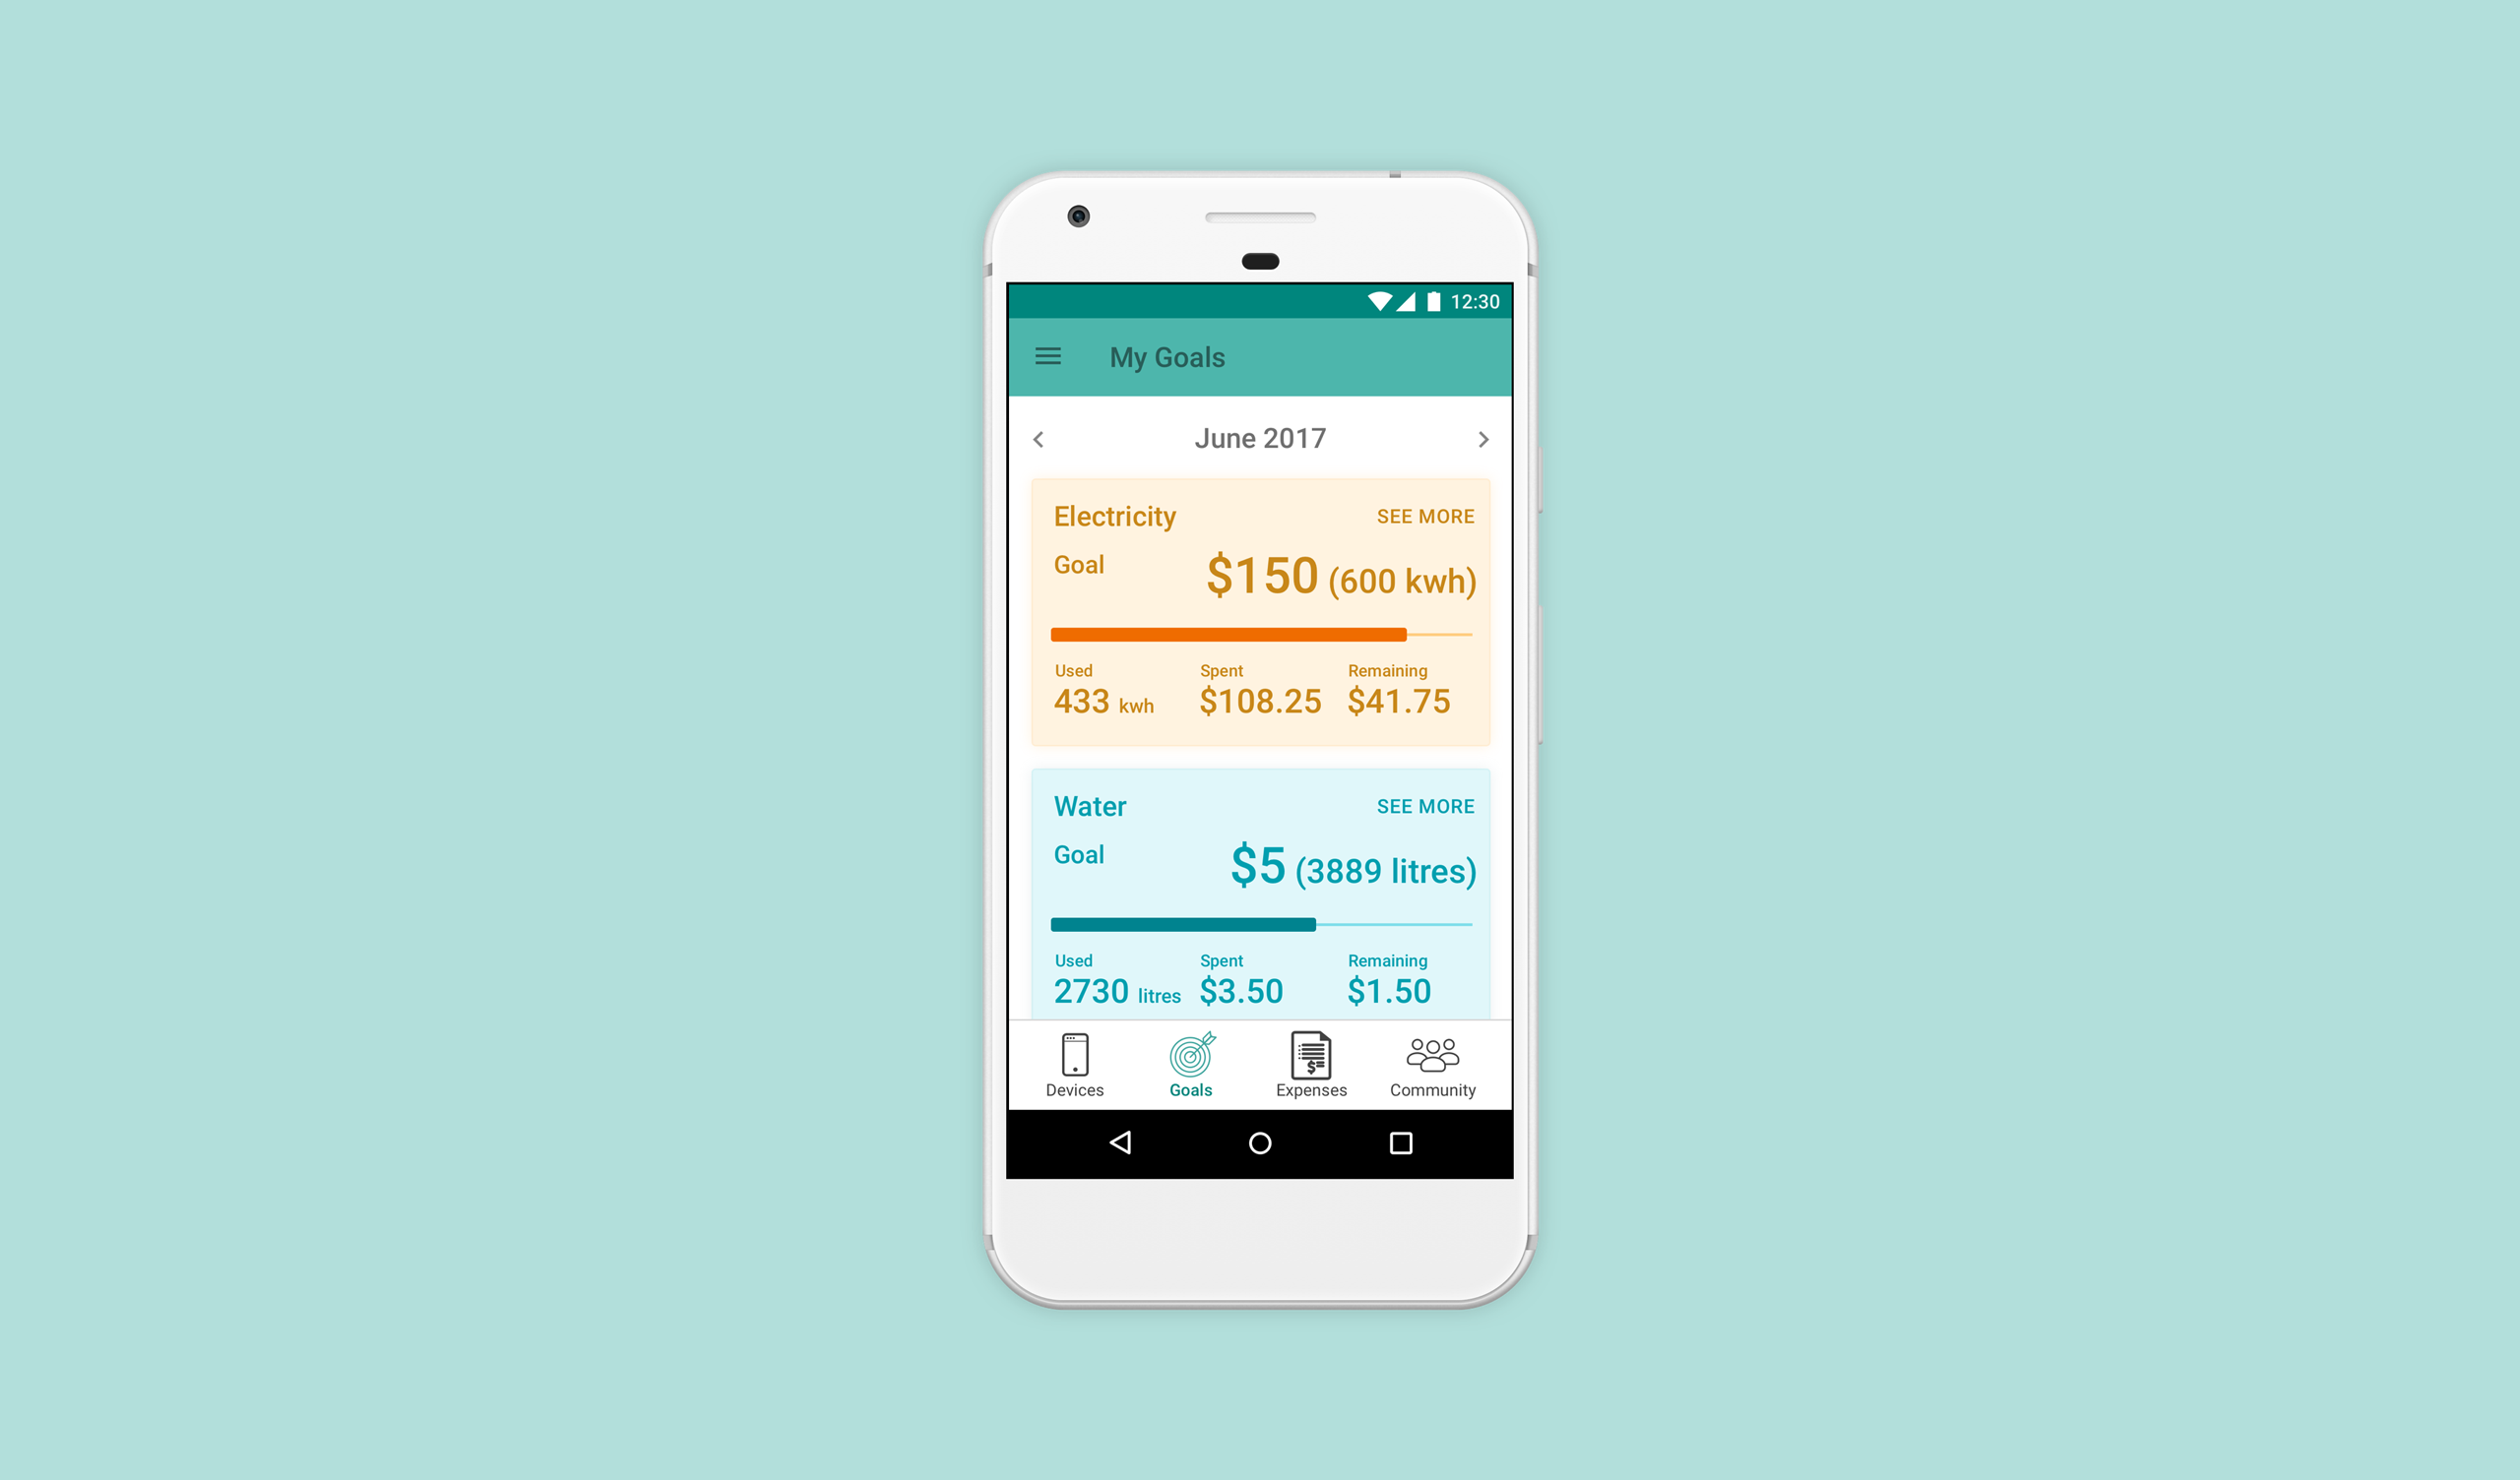 12:30
My Goals
June 2017
Electricity SEE MORE
Goal $150 (600 kwh)
Used Spent Remaining
433 kwh $108.25 $41.75
Water SEE MORE
Goal $5 (3889 litres)
Used Spent Remaining
2730 litres $3.50 $1.50
Devices Goals Expenses Community